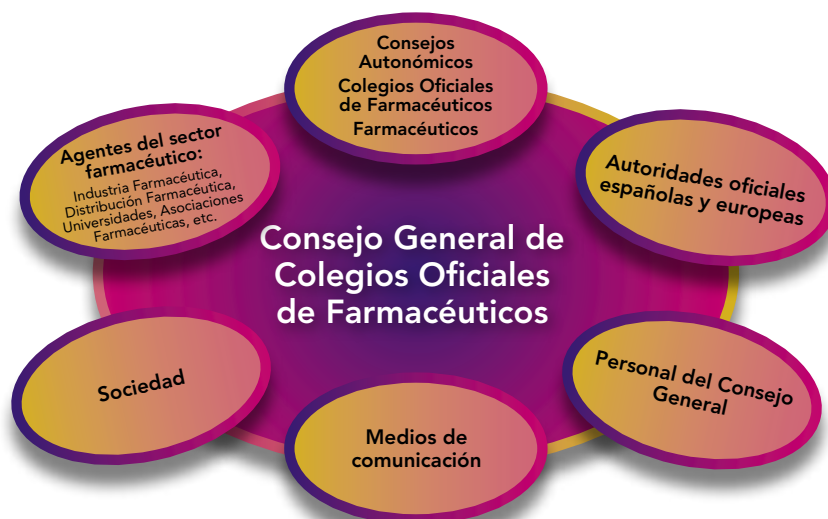 Consejos
Autonómicos
Colegios Oficiales
de Farmacéuticos
Farmacéuticos
Agentes del sector
farmacéutico:
Industria Farmacéutica,
Distribución Farmacéutica,
Universidades, Asociaciones
Farmacéuticas, etc.
Autoridades oficiales
españolas y europeas
Consejo General de
Colegios Oficiales
de Farmacéuticos
Sociedad
Personal del Consejo
General
Medios de
comunicación